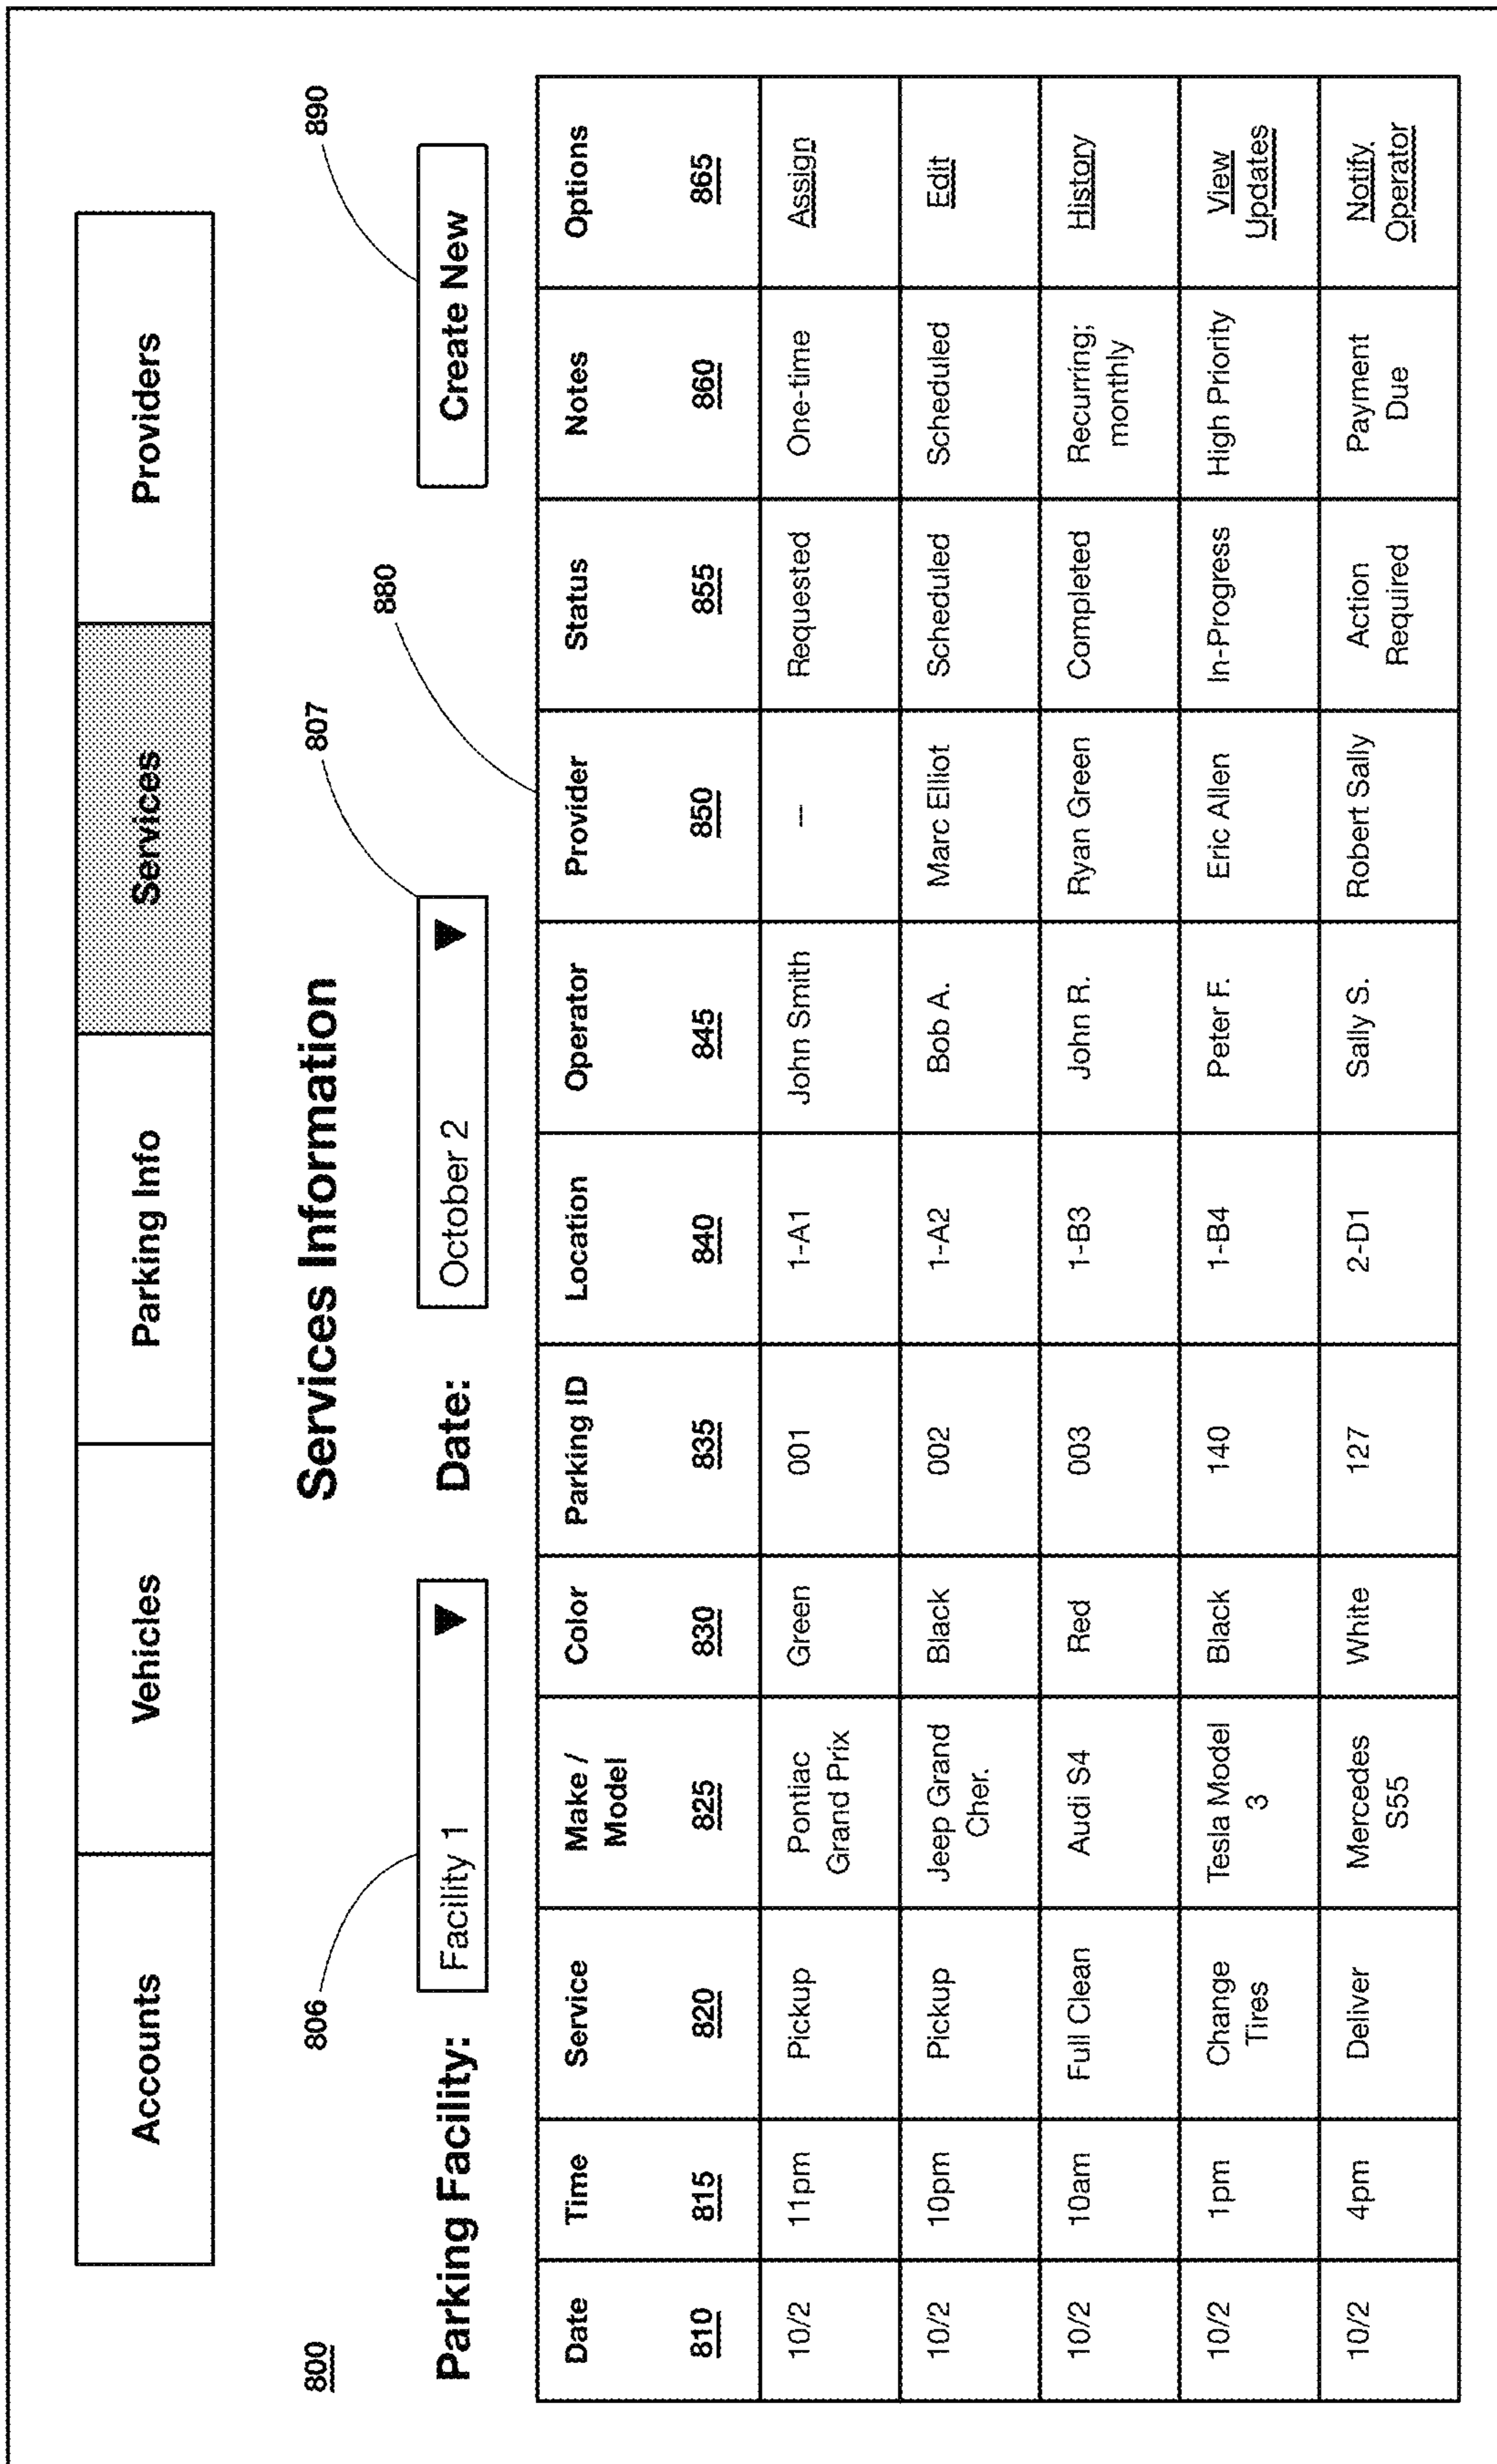 Accounts
Vehicles
Parking Info
Services
Providers
800
Services Information
806
807
880
890
Parking Facility:
Facility 1 ▼
Date:
October 2 ▼
Create New
Date
Time
Service
Make /
Model
Color
Parking ID
Location
Operator
Provider
Status
Notes
Options
810
815
820
825
830
835
840
845
850
855
860
865
10/2
11pm
Pickup
Pontiac
Grand Prix
Green
001
1-A1
John Smith
--
Requested
One-time
Assign
10/2
10pm
Pickup
Jeep Grand
Cher.
Black
002
1-A2
Bob A.
Marc Elliot
Scheduled
Scheduled
Edit
10/2
10am
Full Clean
Audi S4
Red
003
1-B3
John R.
Ryan Green
Completed
Recurring;
monthly
History
10/2
1pm
Change
Tires
Tesla Model
3
Black
140
1-B4
Peter F.
Eric Allen
In-Progress
High Priority
View
Updates
10/2
4pm
Deliver
Mercedes
S55
White
127
2-D1
Sally S.
Robert Sally
Action
Required
Payment
Due
Notify
Operator